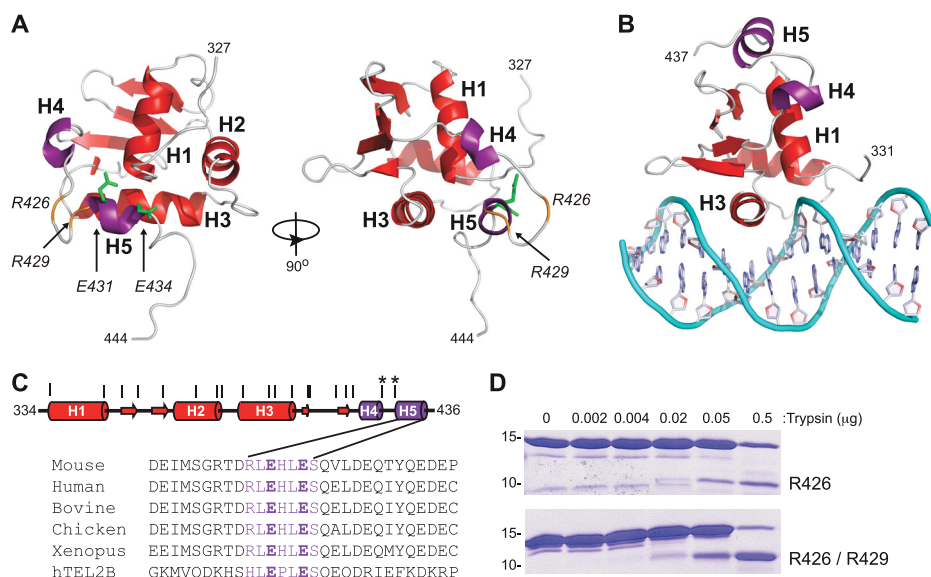 A
327
H4
H1
H2
R426
H3
R429
H5
E431
E434
444
90°
327
H1
H4
R426
H3
H5
R429
444
B
H5
437
H4
H1
331
H3
C
* *
334 H1 H2 H3 H4 H5 436
Mouse DEIMSGRTDRLEHLESQVLDEQTYQEDEP
Human DEIMSGRTDRLEHLESQELDEQIYQEDEC
Bovine DEIMSGRTDRLEHLESQELDEQIYQEDEC
Chicken DEIMSGRTDRLEHLESQALDEQIYQEDEC
Xenopus EEIMSGRTDRLEHLESQELDEQMYQEDEC
hTEL2B GKMVODKHSHLEPLESQEQDRIEFKDKRP
D
0 0.002 0.004 0.02 0.05 0.5 :Trypsin (µg)
15-
10-
R426
15-
10-
R426 / R429